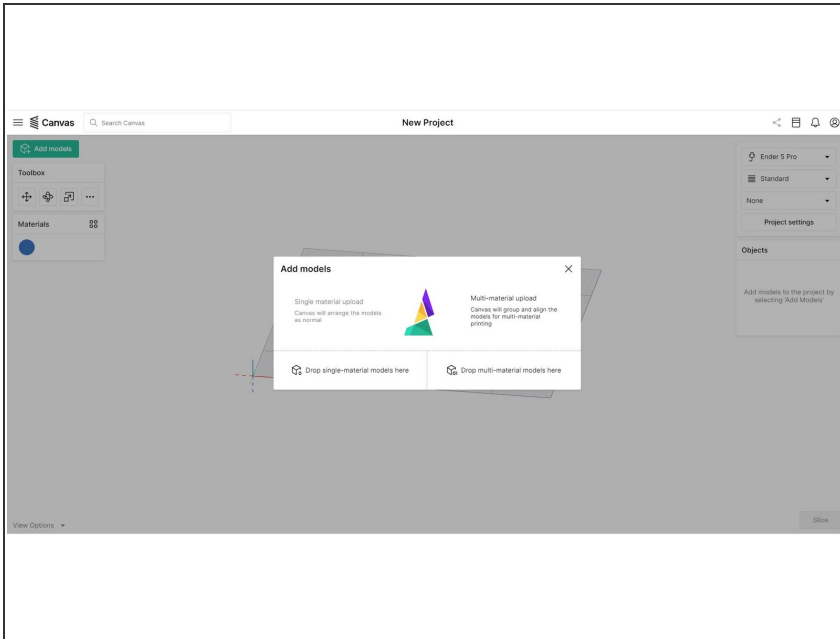 Canvas
Search Canvas
New Project
Add models
Toolbox
Materials
Ender 5 Pro
Standard
None
Project settings
Objects
Add models to the project by
selecting 'Add Models'
Add models
Single material upload
Canvas will arrange the models
as normal
Multi-material upload
Canvas will group and align the
models for multi-material
printing
Drop single-material models here
Drop multi-material models here
View Options
Slice